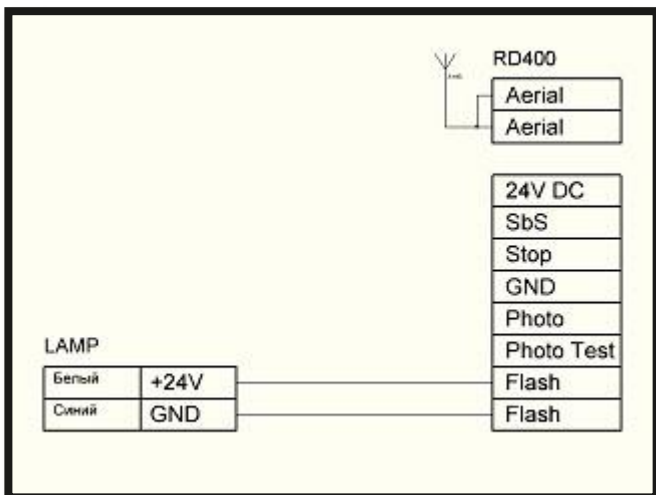 RD400
Aerial
Aerial
24V DC
SbS
Stop
GND
Photo
Photo Test
LAMP
Белый +24V Flash
Синий GND Flash